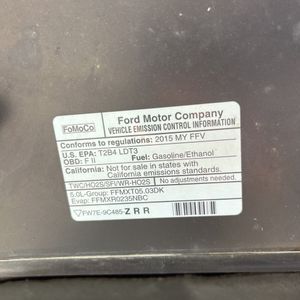 FoMoCo
Ford Motor Company
VEHICLE EMISSION CONTROL INFORMATION
Conforms to regulations: 2015 MY FFV
U.S. EPA: T2B4 LDT3
OBD: F II Fuel: Gasoline/Ethanol
California: Not for sale in states with
California emissions standards.
TWC/HO2S/SFI/WR-HO2S No adjustments needed.
5.0L-Group: FFMXT05.03DK
Evap: FFMXR0235NBC
FW7E-9C485-ZRR